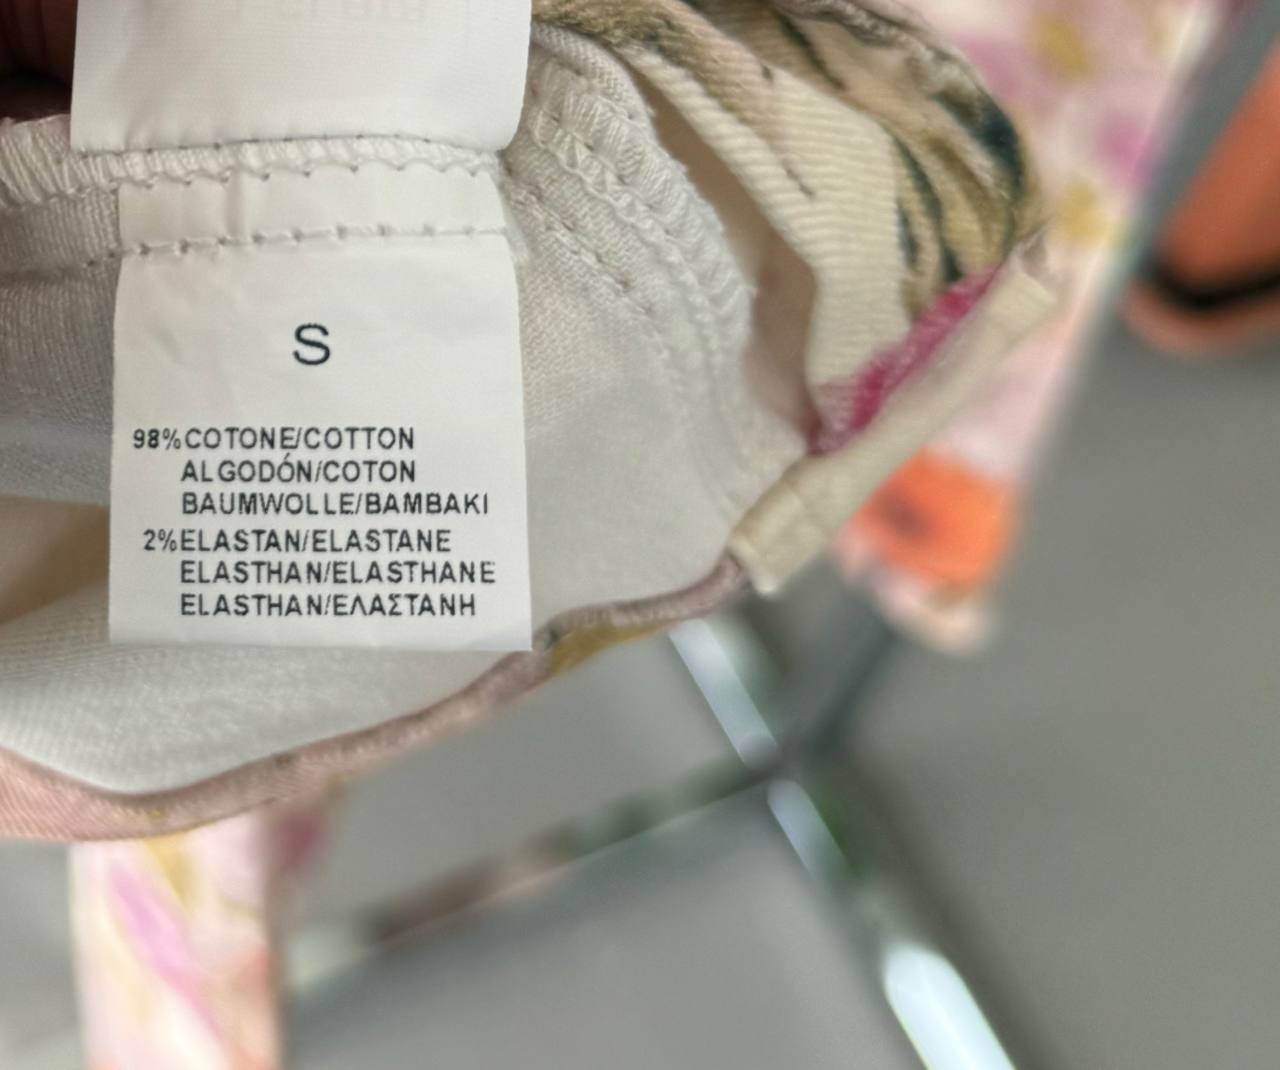 S
98% COTONE/COTTON
ALGODÓN/COTON
BAUMWOLLE/BAMBAKI
2% ELASTAN/ELASTANE
ELASTHAN/ELASTHANE
ELASTHAN/ΕΛΑΣΤΑΝΗ